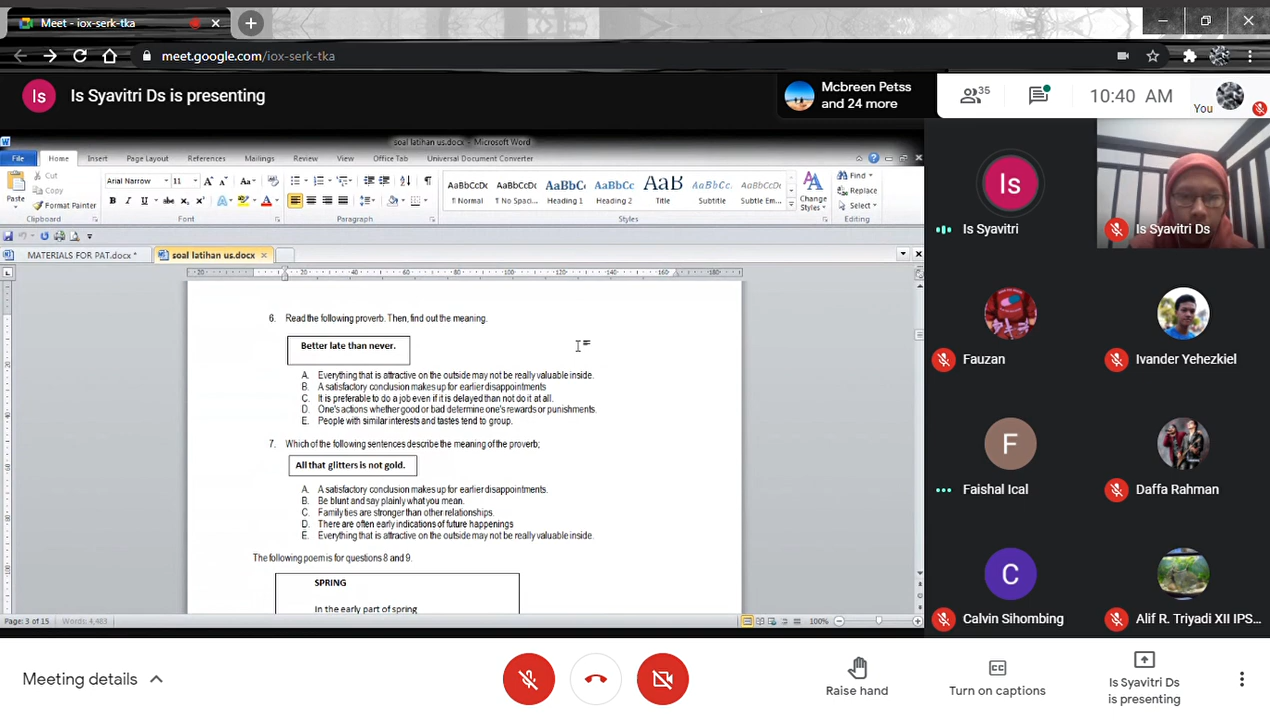 Meet - iox-serk-tka
meet.google.com/iox-serk-tka
Is
Is Syavitri Ds is presenting
Mcbreen Petss
and 24 more
35
10:40 AM
You
soal latihan us.docx - Microsoft Word
File
Home
Insert
Page Layout
References
Mailings
Review
View
Office Tab
Universal Document Converter
Paste
Cut
Copy
Format Painter
Clipboard
Arial Narrow
11
Font
Paragraph
AaBbCcDc
¶ Normal
AaBbCcDc
¶ No Spaci...
AaBbC
Heading 1
AaBbCc
Heading 2
AaB
Title
AaBbCc.
Subtitle
AaBbCcDc
Subtle Em...
Change
Styles
Styles
Find
Replace
Select
Editing
MATERIALS FOR PAT.docx *
soal latihan us.docx
6. Read the following proverb. Then, find out the meaning.
Better late than never.
A. Everything that is attractive on the outside may not be really valuable inside.
B. A satisfactory conclusion makes up for earlier disappointments
C. It is preferable to do a job even if it is delayed than not do it at all.
D. One's actions whether good or bad determine one's rewards or punishments.
E. People with similar interests and tastes tend to group.
7. Which of the following sentences describe the meaning of the proverb;
All that glitters is not gold.
A. A satisfactory conclusion makes up for earlier disappointments.
B. Be blunt and say plainly what you mean.
C. Family ties are stronger than other relationships.
D. There are often early indications of future happenings
E. Everything that is attractive on the outside may not be really valuable inside.
The following poem is for questions 8 and 9.
SPRING
In the early part of spring
Page: 3 of 15
Words: 4,483
100%
Is
Is Syavitri
Is Syavitri Ds
Fauzan
Ivander Yehezkiel
F
Faishal Ical
Daffa Rahman
C
Calvin Sihombing
Alif R. Triyadi XII IPS...
Meeting details
Raise hand
Turn on captions
Is Syavitri Ds
is presenting